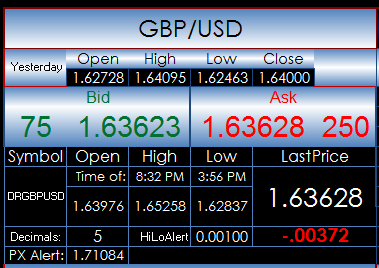 GBP/USD
Yesterday Open High Low Close
1.62728 1.64095 1.62463 1.64000
Bid Ask
75 1.63623 1.63628 250
Symbol Open High Low LastPrice
DRGBPUSD Time of: 8:32 PM 3:56 PM
1.63976 1.65258 1.62837 1.63628
Decimals: 5 HiLoAlert 0.00100 -.00372
PX Alert: 1.71084